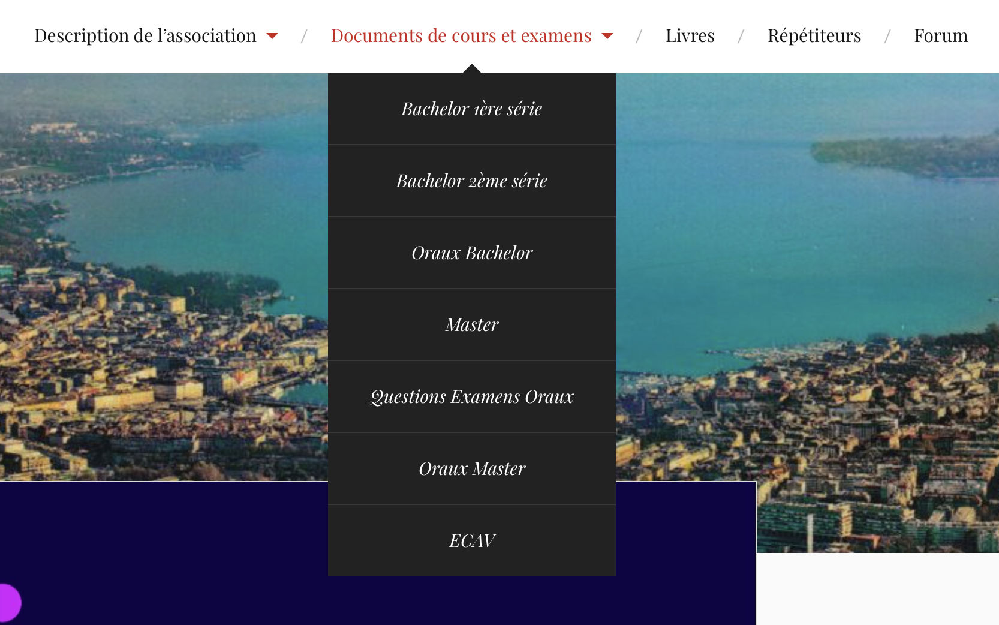 Description de l’association / Documents de cours et examens / Livres / Répétiteurs / Forum
Bachelor 1ère série
Bachelor 2ème série
Oraux Bachelor
Master
Questions Examens Oraux
Oraux Master
ECAV